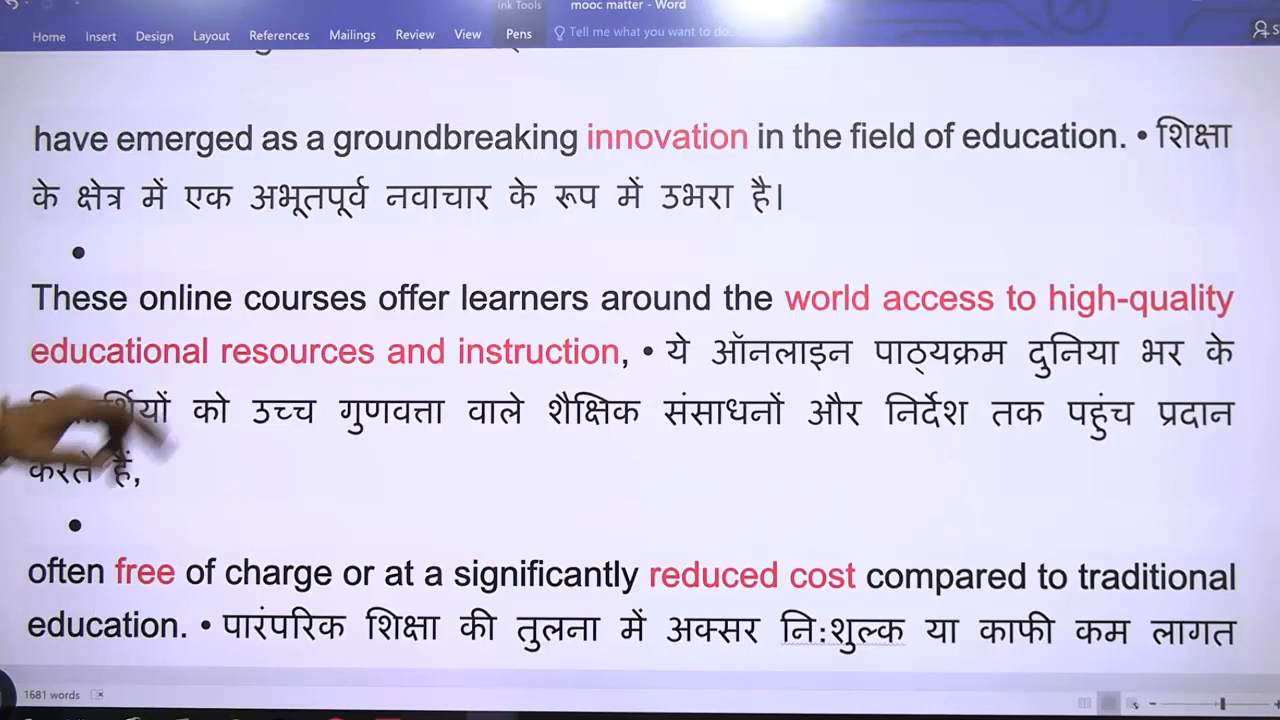 Ink Tools
mooc matter - Word
Home Insert Design Layout References Mailings Review View Pens Tell me what you want to do
have emerged as a groundbreaking innovation in the field of education. • शिक्षा
के क्षेत्र में एक अभूतपूर्व नवाचार के रूप में उभरा है।
•
These online courses offer learners around the world access to high-quality
educational resources and instruction, • ये ऑनलाइन पाठ्यक्रम दुनिया भर के
को उच्च गुणवत्ता वाले शैक्षिक संसाधनों और निर्देश तक पहुंच प्रदान
करते हैं,
•
often free of charge or at a significantly reduced cost compared to traditional
education. • पारंपरिक शिक्षा की तुलना में अक्सर नि:शुल्क या काफी कम लागत
1681 words